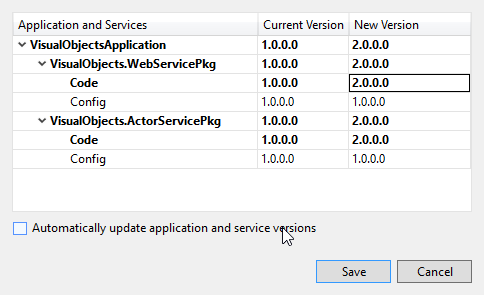 Application and Services Current Version New Version
VisualObjectsApplication 1.0.0.0 2.0.0.0
VisualObjects.WebServicePkg 1.0.0.0 2.0.0.0
Code 1.0.0.0 2.0.0.0
Config 1.0.0.0 1.0.0.0
VisualObjects.ActorServicePkg 1.0.0.0 2.0.0.0
Code 1.0.0.0 2.0.0.0
Config 1.0.0.0 1.0.0.0
Automatically update application and service versions
Save Cancel